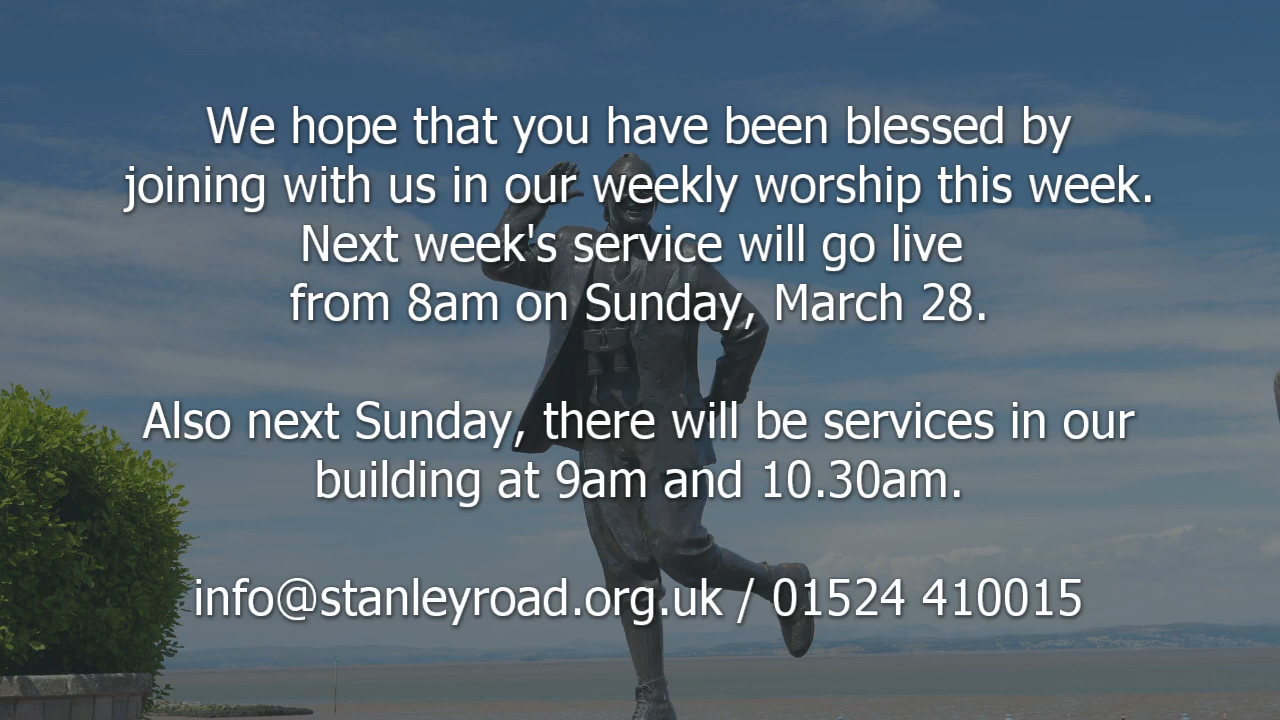 We hope that you have been blessed by
joining with us in our weekly worship this week.
Next week's service will go live
from 8am on Sunday, March 28.
Also next Sunday, there will be services in our
building at 9am and 10.30am.
info@stanleyroad.org.uk / 01524 410015